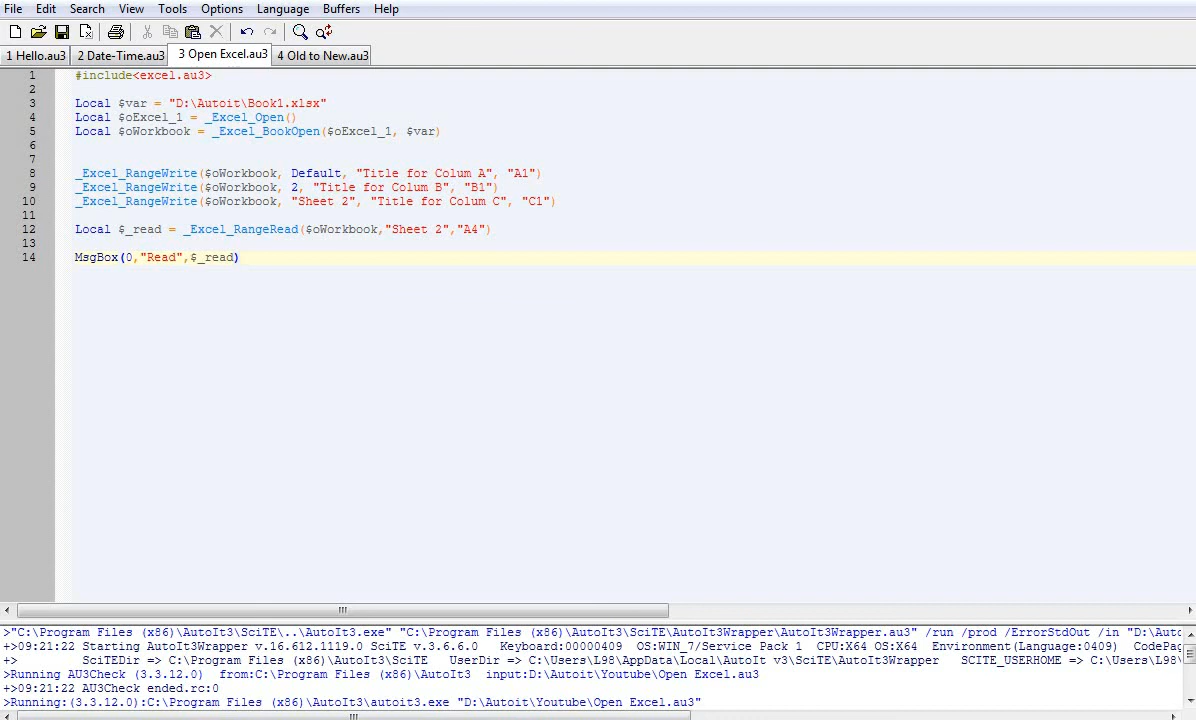 File Edit Search View Tools Options Language Buffers Help
1 Hello.au3 2 Date-Time.au3 3 Open Excel.au3 4 Old to New.au3
1 #include<excel.au3>
2
3 Local $var = "D:\Autoit\Book1.xlsx"
4 Local $oExcel_1 = _Excel_Open()
5 Local $oWorkbook = _Excel_BookOpen($oExcel_1, $var)
6
7
8 _Excel_RangeWrite($oWorkbook, Default, "Title for Colum A", "A1")
9 _Excel_RangeWrite($oWorkbook, 2, "Title for Colum B", "B1")
10 _Excel_RangeWrite($oWorkbook, "Sheet 2", "Title for Colum C", "C1")
11
12 Local $_read = _Excel_RangeRead($oWorkbook,"Sheet 2","A4")
13
14 MsgBox(0,"Read",$_read)
>"C:\Program Files (x86)\AutoIt3\SciTE\..\AutoIt3.exe" "C:\Program Files (x86)\AutoIt3\SciTE\AutoIt3Wrapper\AutoIt3Wrapper.au3" /run /prod /ErrorStdOut /in "D:\Autc
+>09:21:22 Starting AutoIt3Wrapper v.16.612.1119.0 SciTE v.3.6.6.0 Keyboard:00000409 OS:WIN_7/Service Pack 1 CPU:X64 OS:X64 Environment(Language:0409) CodePag
+> SciTEDir => C:\Program Files (x86)\AutoIt3\SciTE UserDir => C:\Users\L98\AppData\Local\AutoIt v3\SciTE\AutoIt3Wrapper SCITE_USERHOME => C:\Users\L98\
>Running AU3Check (3.3.12.0) from:C:\Program Files (x86)\AutoIt3 input:D:\Autoit\Youtube\Open Excel.au3
+>09:21:22 AU3Check ended.rc:0
>Running:(3.3.12.0):C:\Program Files (x86)\AutoIt3\autoit3.exe "D:\Autoit\Youtube\Open Excel.au3"